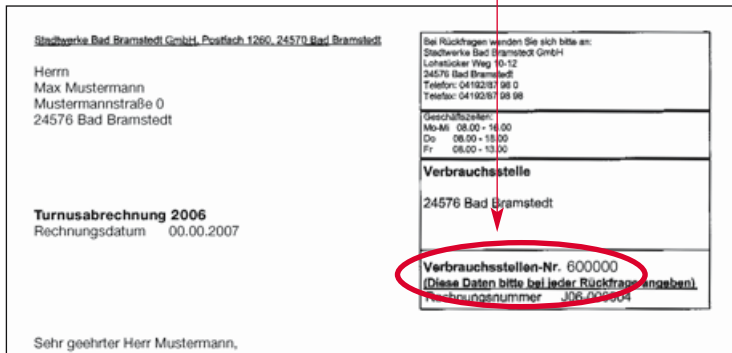 Stadtwerke Bad Bramstedt GmbH, Postfach 1260, 24570 Bad Bramstedt
Herrn
Max Mustermann
Mustermannstraße 0
24576 Bad Bramstedt
Bei Rückfragen wenden Sie sich bitte an:
Stadtwerke Bad Bramstedt GmbH
Lohstücker Weg 10-12
24576 Bad Bramstedt
Telefon: 04192/87 98 0
Telefax: 04192/87 98 98
Geschäftszeiten:
Mo-Mi 08.00 - 16.00
Do 08.00 - 18.00
Fr 08.00 - 13.00
Verbrauchsstelle
24576 Bad Bramstedt
Turnusabrechnung 2006
Rechnungsdatum 00.00.2007
Verbrauchsstellen-Nr. 600000
(Diese Daten bitte bei jeder Rückfrage angeben)
Rechnungsnummer J06-000004
Sehr geehrter Herr Mustermann,